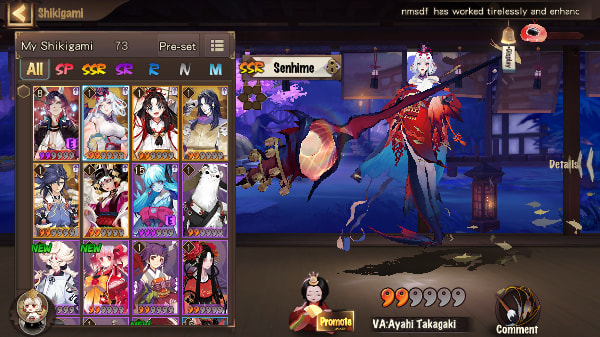 Shikigami
nmsdf has worked tirelessly and enhanc
My Shikigami 73 Pre-set
All SP SSR SR R N M
SSR Senhime
Display
Details
NEW NEW
Promote
VA:Ayahi Takagaki
Comment